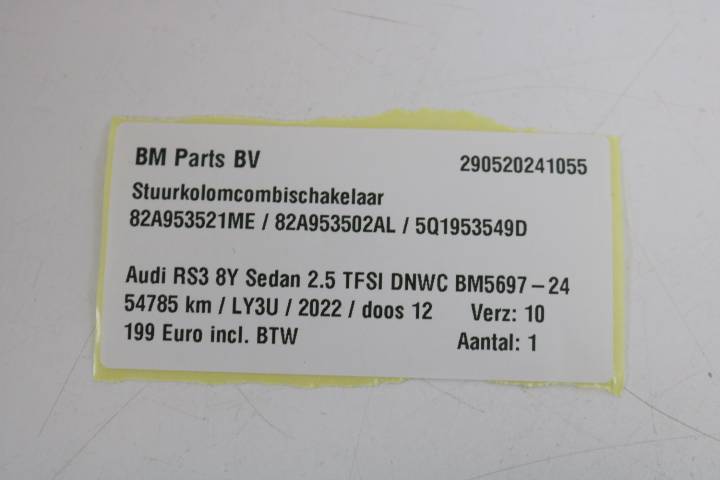 BM Parts BV 290520241055
Stuurkolomcombischakelaar
82A953521ME / 82A953502AL / 5Q1953549D
Audi RS3 8Y Sedan 2.5 TFSI DNWC BM5697-24
54785 km / LY3U / 2022 / doos 12 Verz: 10
199 Euro incl. BTW Aantal: 1